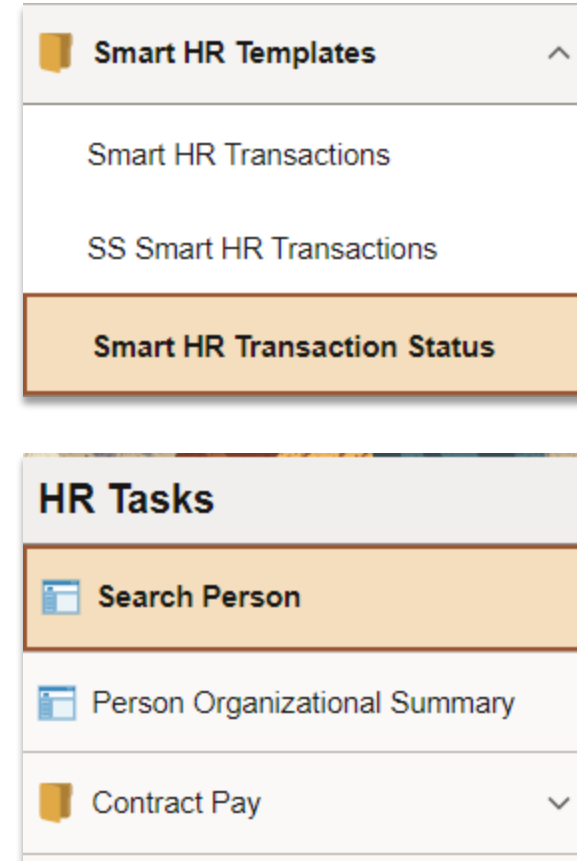 Smart HR Templates
Smart HR Transactions
SS Smart HR Transactions
Smart HR Transaction Status
HR Tasks
Search Person
Person Organizational Summary
Contract Pay